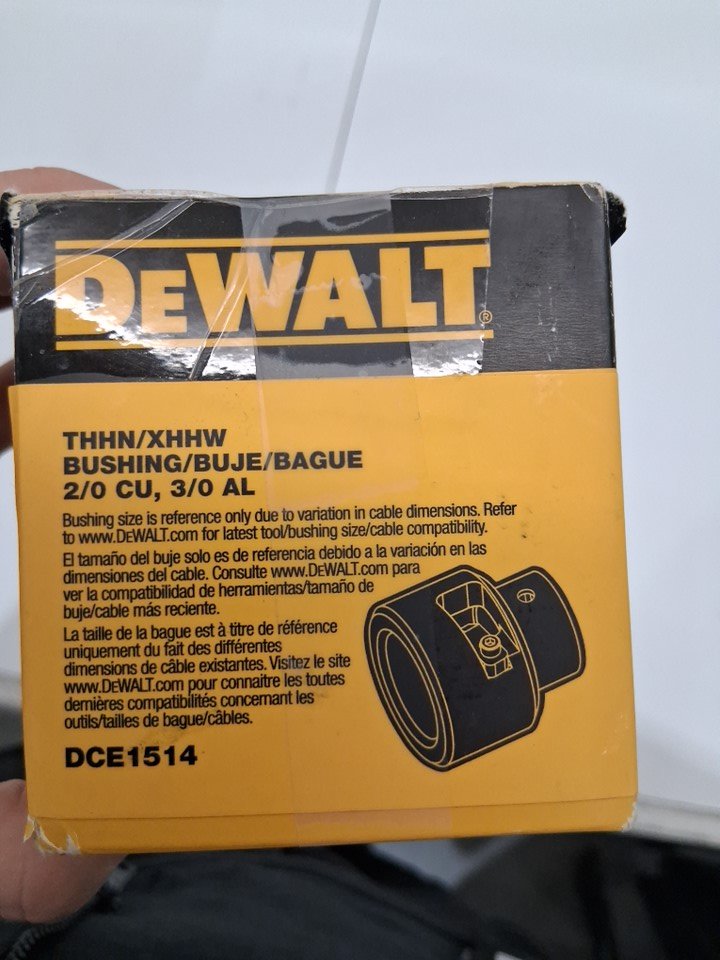 DEWALT®
THHN/XHHW
BUSHING/BUJE/BAGUE
2/0 CU, 3/0 AL
Bushing size is reference only due to variation in cable dimensions. Refer
to www.DEWALT.com for latest tool/bushing size/cable compatibility.
El tamaño del buje solo es de referencia debido a la variación en las
dimensiones del cable. Consulte www.DEWALT.com para
ver la compatibilidad de herramientas/tamaño de
buje/cable más reciente.
La taille de la bague est à titre de référence
uniquement du fait des différentes
dimensions de câble existantes. Visitez le site
www.DEWALT.com pour connaitre les toutes
dernières compatibilités concernant les
outils/tailles de bague/câbles.
DCE1514